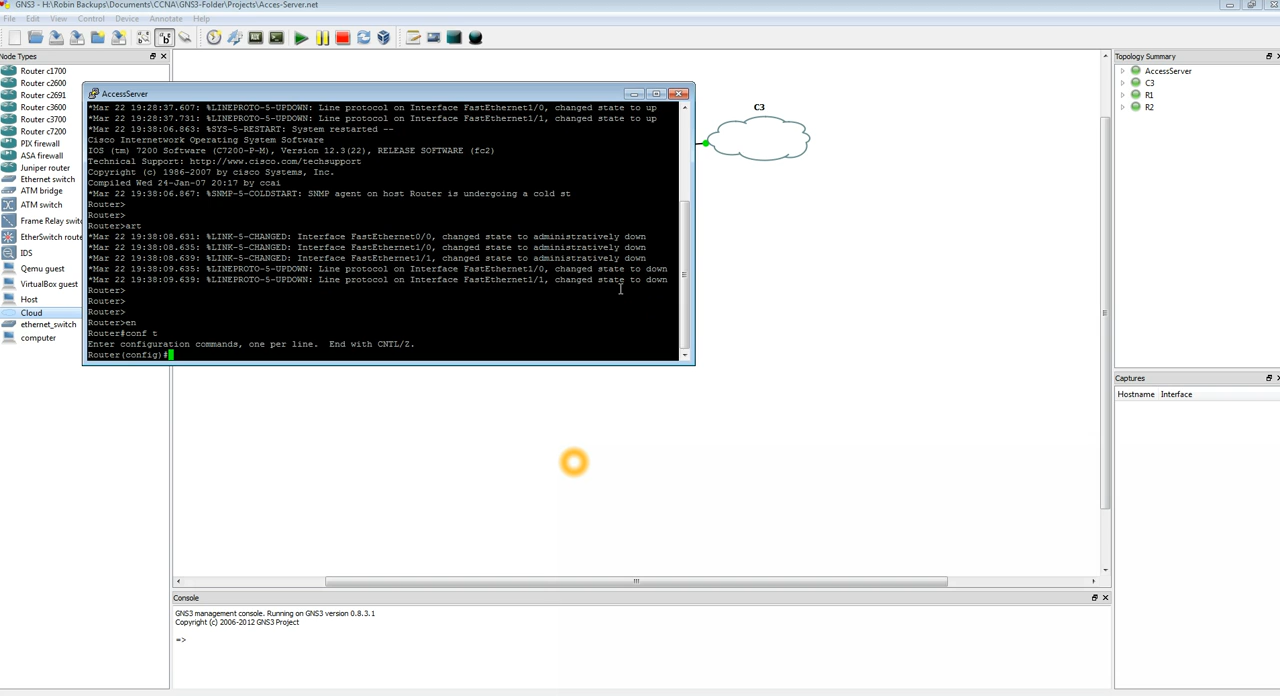 GNS3 - H:\Robin Backups\Documents\CCNA\GNS3-Folder\Projects\Acces-Server.net
File Edit View Control Device Annotate Help
Node Types
Router c1700
Router c2600
Router c2691
Router c3600
Router c3700
Router c7200
PIX firewall
ASA firewall
Juniper router
Ethernet switch
ATM bridge
ATM switch
Frame Relay switc
EtherSwitch route
IDS
Qemu guest
VirtualBox guest
Host
Cloud
ethernet_switch
computer
AccessServer
*Mar 22 19:28:37.607: %LINEPROTO-5-UPDOWN: Line protocol on Interface FastEthernet1/0, changed state to up
*Mar 22 19:28:37.731: %LINEPROTO-5-UPDOWN: Line protocol on Interface FastEthernet1/1, changed state to up
*Mar 22 19:38:06.863: %SYS-5-RESTART: System restarted --
Cisco Internetwork Operating System Software
IOS (tm) 7200 Software (C7200-P-M), Version 12.3(22), RELEASE SOFTWARE (fc2)
Technical Support: http://www.cisco.com/techsupport
Copyright (c) 1986-2007 by cisco Systems, Inc.
Compiled Wed 24-Jan-07 20:17 by ccai
*Mar 22 19:38:06.867: %SNMP-5-COLDSTART: SNMP agent on host Router is undergoing a cold st
Router>
Router>
Router>art
*Mar 22 19:38:08.631: %LINK-5-CHANGED: Interface FastEthernet0/0, changed state to administratively down
*Mar 22 19:38:08.635: %LINK-5-CHANGED: Interface FastEthernet1/0, changed state to administratively down
*Mar 22 19:38:08.639: %LINK-5-CHANGED: Interface FastEthernet1/1, changed state to administratively down
*Mar 22 19:38:09.635: %LINEPROTO-5-UPDOWN: Line protocol on Interface FastEthernet1/0, changed state to down
*Mar 22 19:38:09.639: %LINEPROTO-5-UPDOWN: Line protocol on Interface FastEthernet1/1, changed state to down
Router>
Router>
Router>
Router>en
Router#conf t
Enter configuration commands, one per line.  End with CNTL/Z.
Router(config)#
C3
Topology Summary
AccessServer
C3
R1
R2
Captures
Hostname Interface
Console
GNS3 management console. Running on GNS3 version 0.8.3.1
Copyright (c) 2006-2012 GNS3 Project
=>